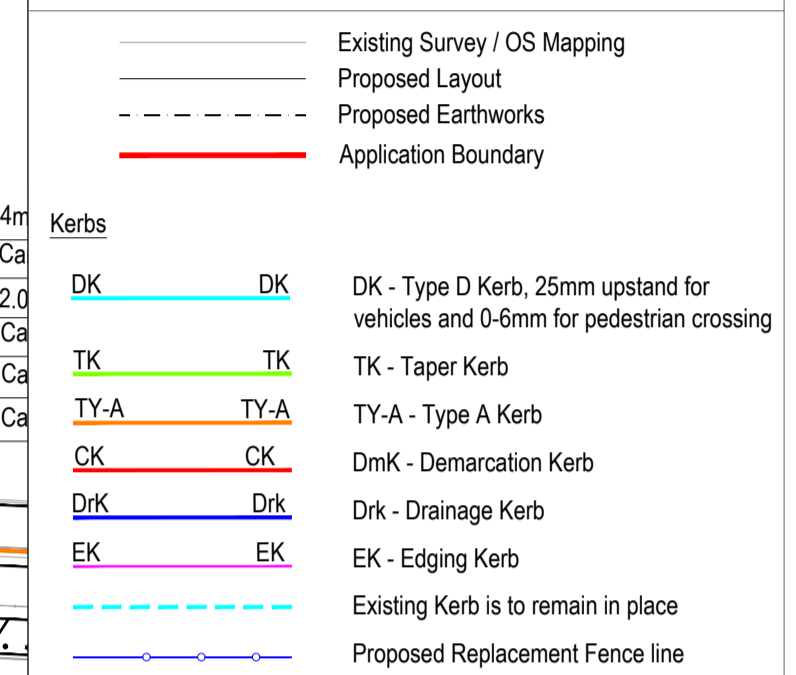 Existing Survey / OS Mapping
Proposed Layout
Proposed Earthworks
Application Boundary
4m
Kerbs
Ca
2.0
Ca
Ca
Ca
DK DK DK - Type D Kerb, 25mm upstand for
vehicles and 0-6mm for pedestrian crossing
TK TK TK - Taper Kerb
TY-A TY-A TY-A - Type A Kerb
CK CK DmK - Demarcation Kerb
DrK Drk Drk - Drainage Kerb
EK EK EK - Edging Kerb
Existing Kerb is to remain in place
Proposed Replacement Fence line